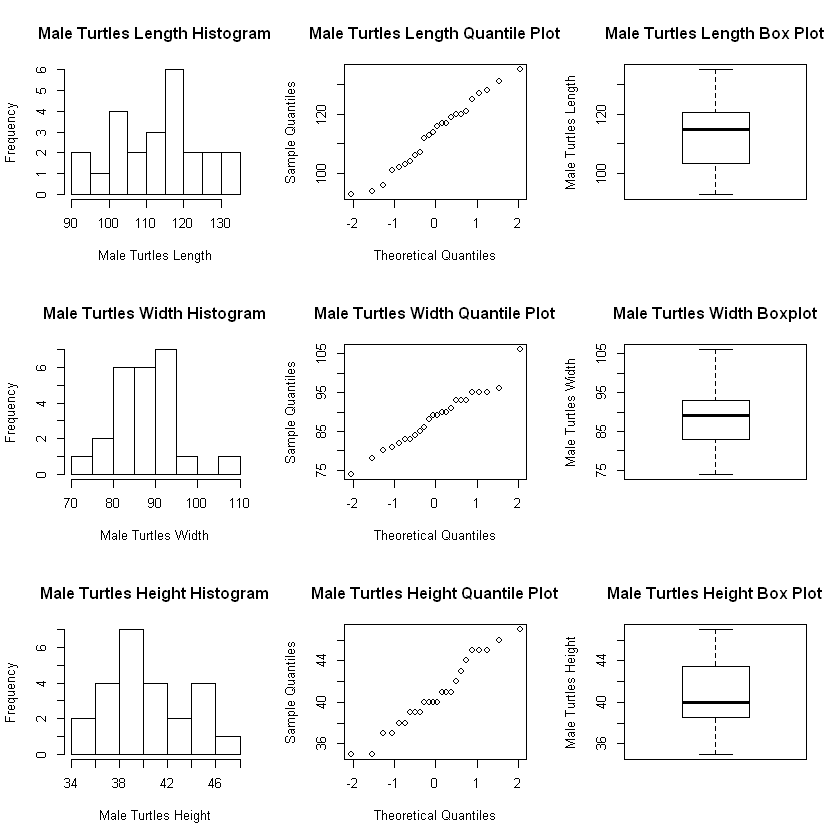 Male Turtles Length Histogram
Frequency
0 1 2 3 4 5 6
90 100 110 120 130
Male Turtles Length
Male Turtles Length Quantile Plot
Sample Quantiles
100 120
-2 -1 0 1 2
Theoretical Quantiles
Male Turtles Length Box Plot
Male Turtles Length
100 120
Male Turtles Width Histogram
Frequency
0 2 4 6
70 80 90 100 110
Male Turtles Width
Male Turtles Width Quantile Plot
Sample Quantiles
75 85 95 105
-2 -1 0 1 2
Theoretical Quantiles
Male Turtles Width Boxplot
Male Turtles Width
75 85 95 105
Male Turtles Height Histogram
Frequency
0 2 4 6
34 38 42 46
Male Turtles Height
Male Turtles Height Quantile Plot
Sample Quantiles
36 40 44
-2 -1 0 1 2
Theoretical Quantiles
Male Turtles Height Box Plot
Male Turtles Height
36 40 44